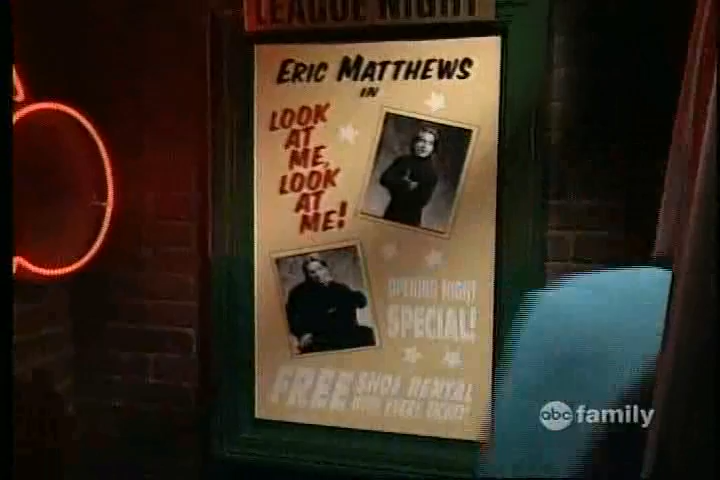 LEAGUE NIGHT
ERIC MATTHEWS
IN
LOOK
AT
ME,
LOOK
AT
ME!
OPENING NIGHT
SPECIAL!
FREE SHOE RENTAL
WITH EVERY TICKET!
abc family